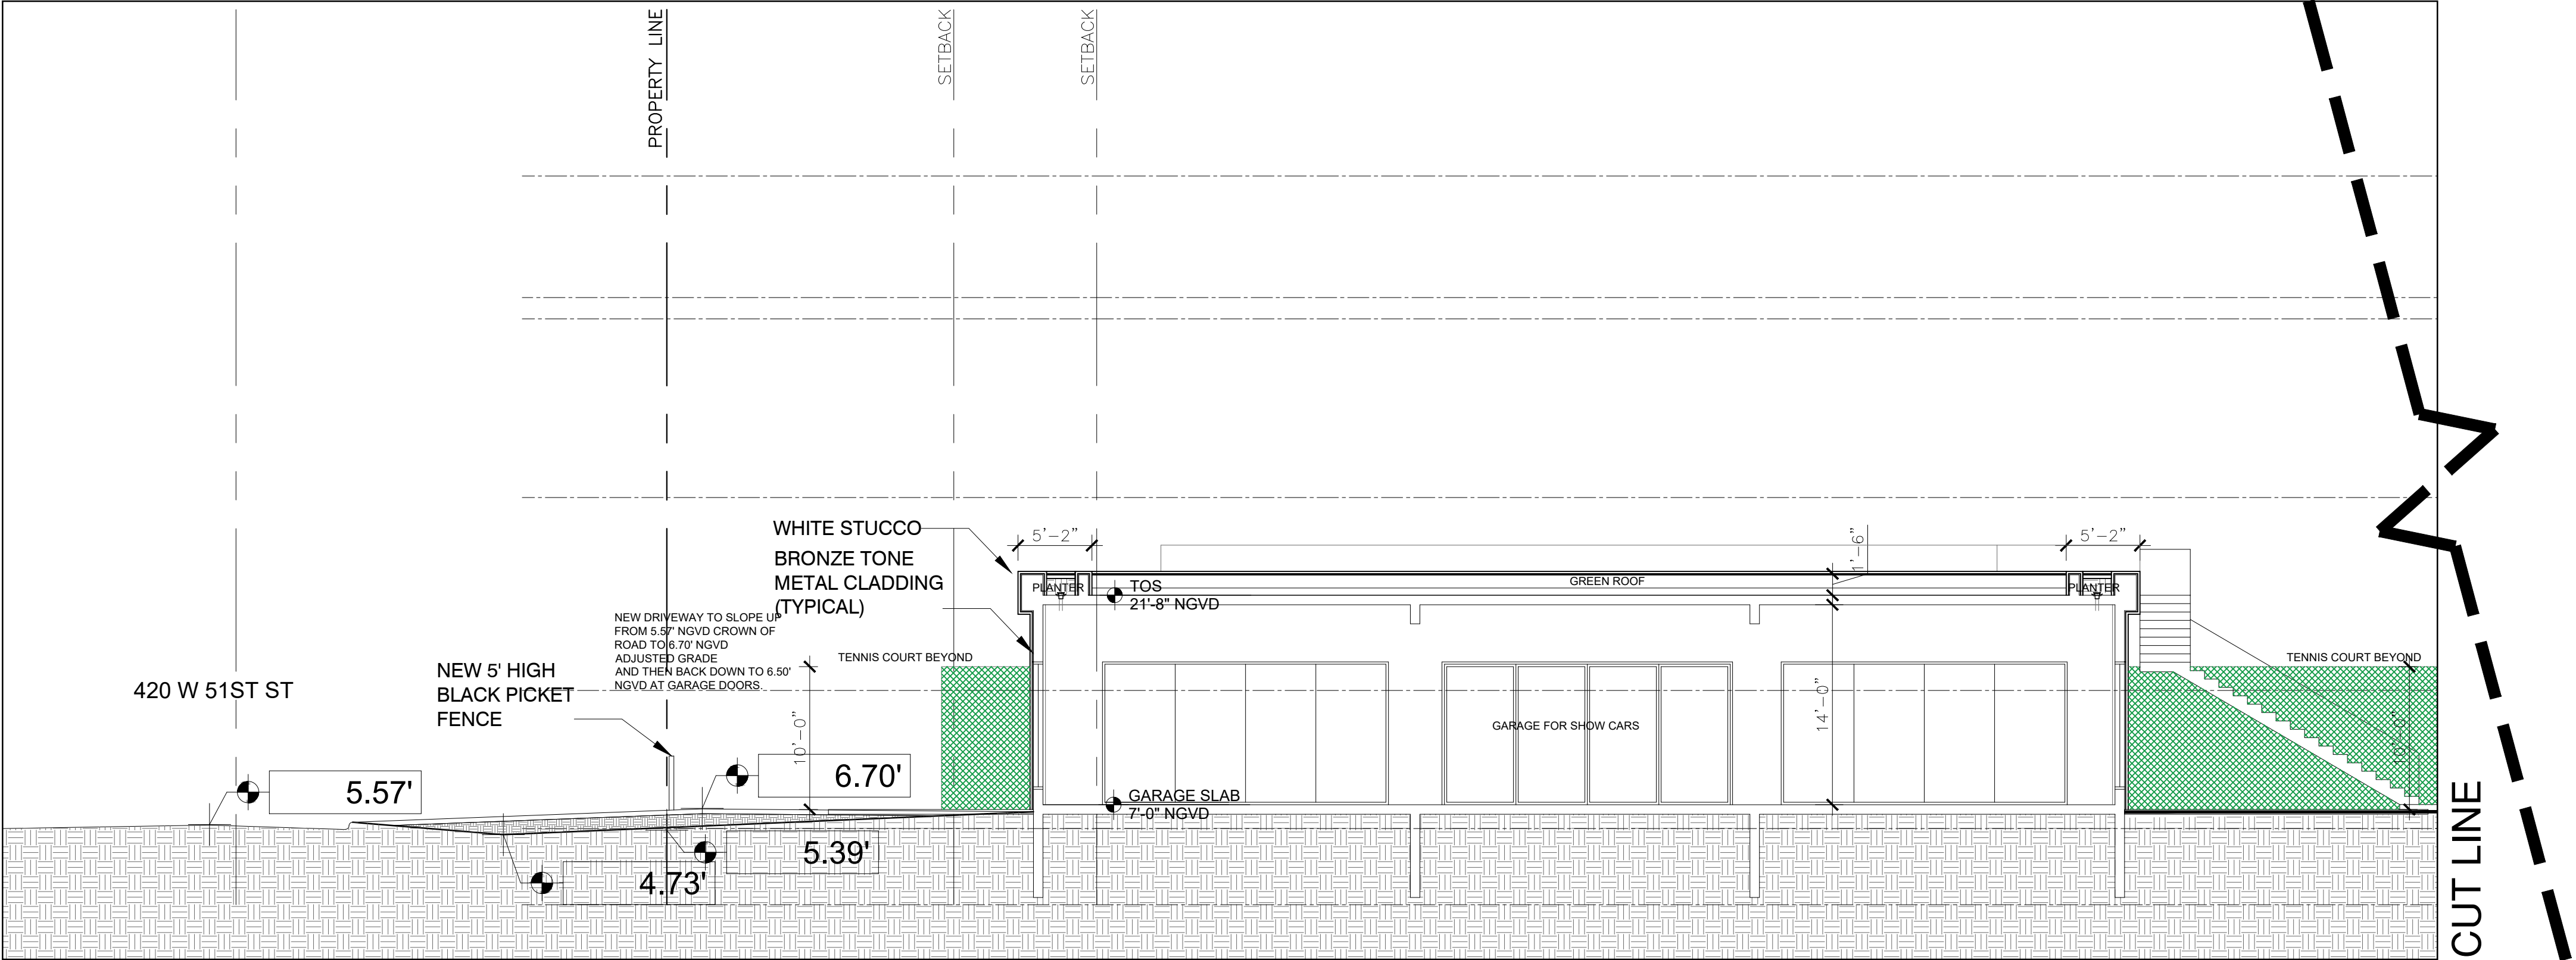 PROPERTY LINE
SETBACK
SETBACK
WHITE STUCCO
BRONZE TONE
METAL CLADDING
(TYPICAL)
5'-2"
1'-6"
5'-2"
PLANTER
TOS
21'-8" NGVD
GREEN ROOF
PLANTER
NEW DRIVEWAY TO SLOPE UP
FROM 5.57' NGVD CROWN OF
ROAD TO 6.70' NGVD
ADJUSTED GRADE
AND THEN BACK DOWN TO 6.50'
NGVD AT GARAGE DOORS.
TENNIS COURT BEYOND
TENNIS COURT BEYOND
420 W 51ST ST
NEW 5' HIGH
BLACK PICKET
FENCE
10'-0"
14'-0"
GARAGE FOR SHOW CARS
10'-0"
5.57'
6.70'
GARAGE SLAB
7'-0" NGVD
5.39'
4.73'
CUT LINE